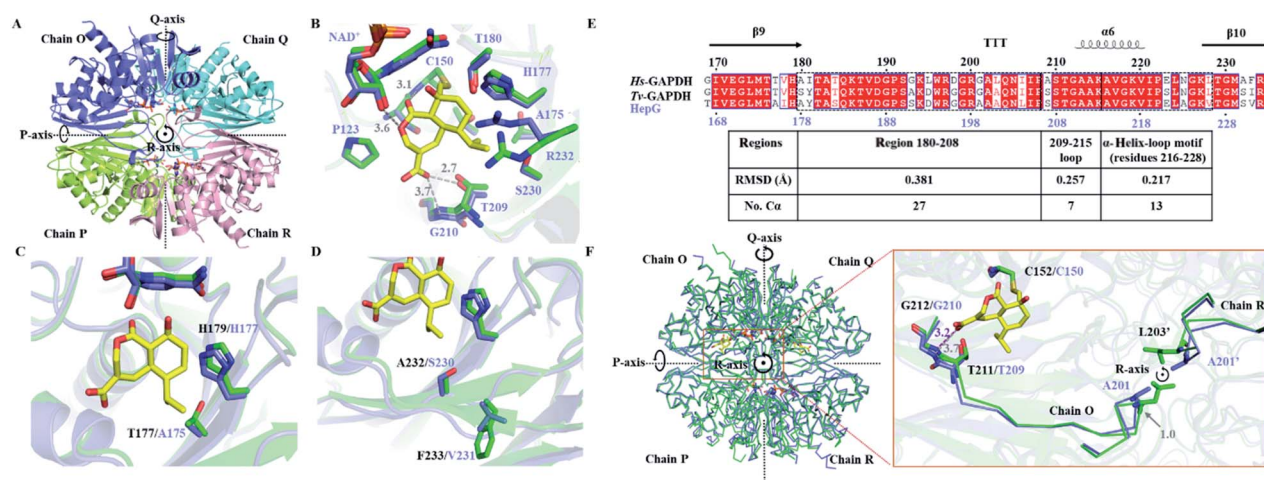 A
Q-axis
Chain O
Chain Q
P-axis
R-axis
Chain P
Chain R
B
NAD⁺
T180
C150
H177
3.1
3.6
A175
P123
R232
2.7
S230
3.7
T209
G210
C
H179/H177
T177/A175
D
A232/S230
F233/V231
E
β9
TTT
α6
β10
170 180 190 200 210 220 230
Hs-GAPDH GIVEGLMTTVHAITATQKTVDGPSGKLWRDGRGALQNIIPASTGAAKAVGKVIPELNGKLTGMAFR
Tv-GAPDH
HepG
168 178 188 198 208 218 228
Regions Region 180-208 209-215 loop α-Helix-loop motif (residues 216-228)
RMSD (Å) 0.381 0.257 0.217
No. Cα 27 7 13
F
Q-axis
Chain O
Chain Q
P-axis
R-axis
Chain P
Chain R
C152/C150
G212/G210
Chain R
3.2
3.7
L203'
T211/T209
R-axis
A201'
A201
Chain O
1.0